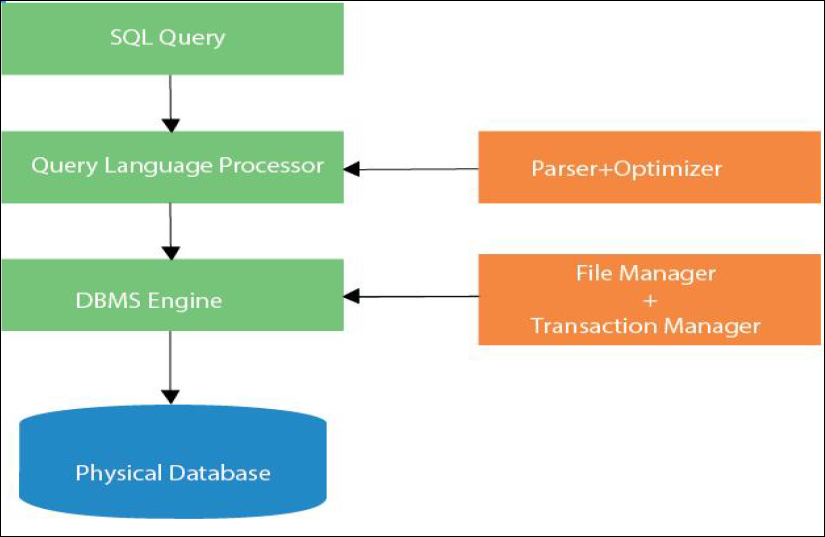 SQL Query
Query Language Processor
Parser+Optimizer
DBMS Engine
File Manager
+
Transaction Manager
Physical Database